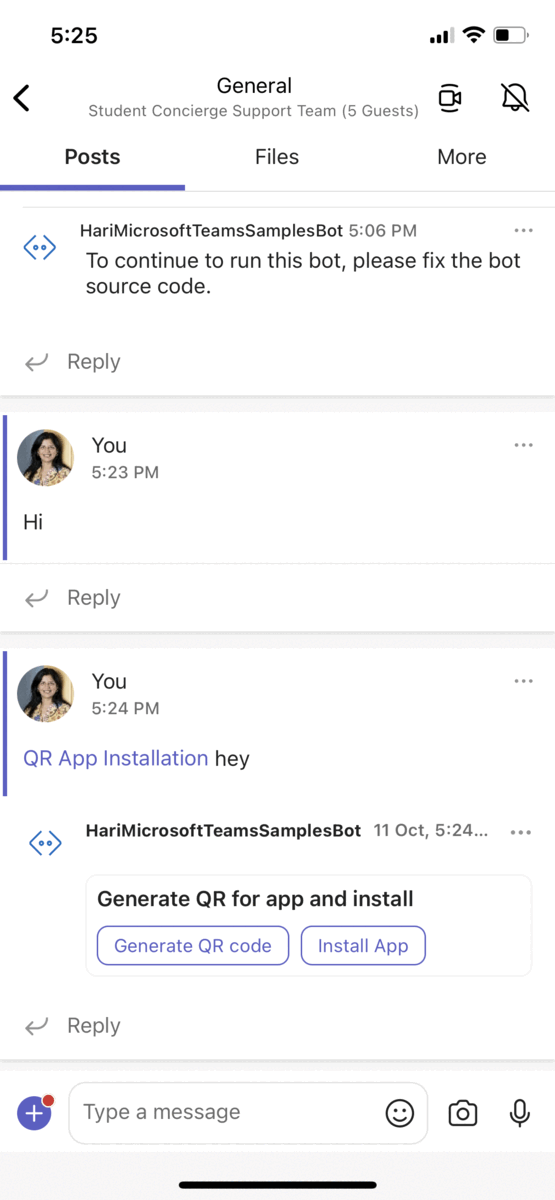 5:25
General
Student Concierge Support Team (5 Guests)
Posts Files More
HariMicrosoftTeamsSamplesBot 5:06 PM
To continue to run this bot, please fix the bot
source code.
Reply
You
5:23 PM
Hi
Reply
You
5:24 PM
QR App Installation hey
HariMicrosoftTeamsSamplesBot 11 Oct, 5:24...
Generate QR for app and install
Generate QR code Install App
Reply
Type a message